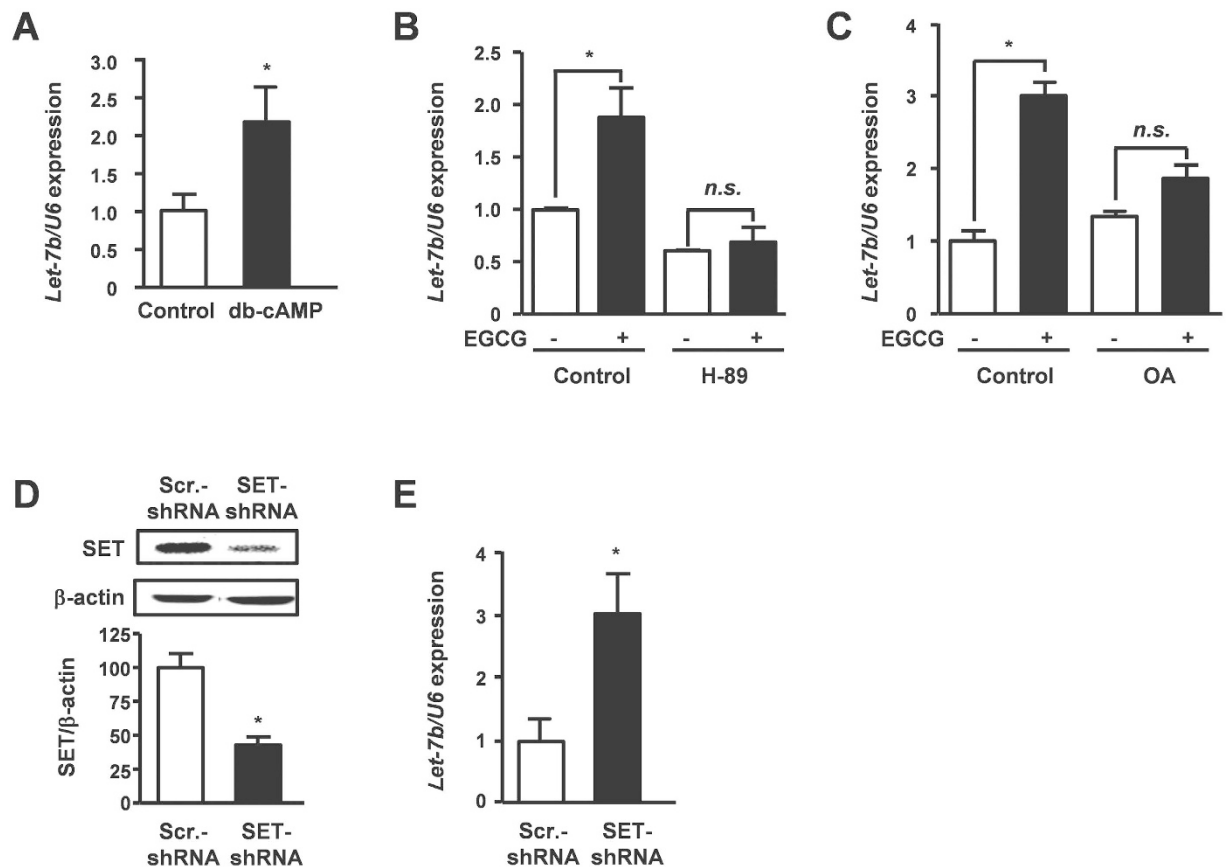 A
Let-7b/U6 expression
3.0
2.5
2.0
1.5
1.0
0.5
0
*
Control db-cAMP
B
Let-7b/U6 expression
2.5
2.0
1.5
1.0
0.5
0
*
n.s.
EGCG - + - +
Control H-89
C
Let-7b/U6 expression
4
3
2
1
0
*
n.s.
EGCG - + - +
Control OA
D
Scr.- SET-
shRNA shRNA
SET
β-actin
SET/β-actin
125
100
75
50
25
0
*
Scr.- SET-
shRNA shRNA
E
Let-7b/U6 expression
4
3
2
1
0
*
Scr.- SET-
shRNA shRNA